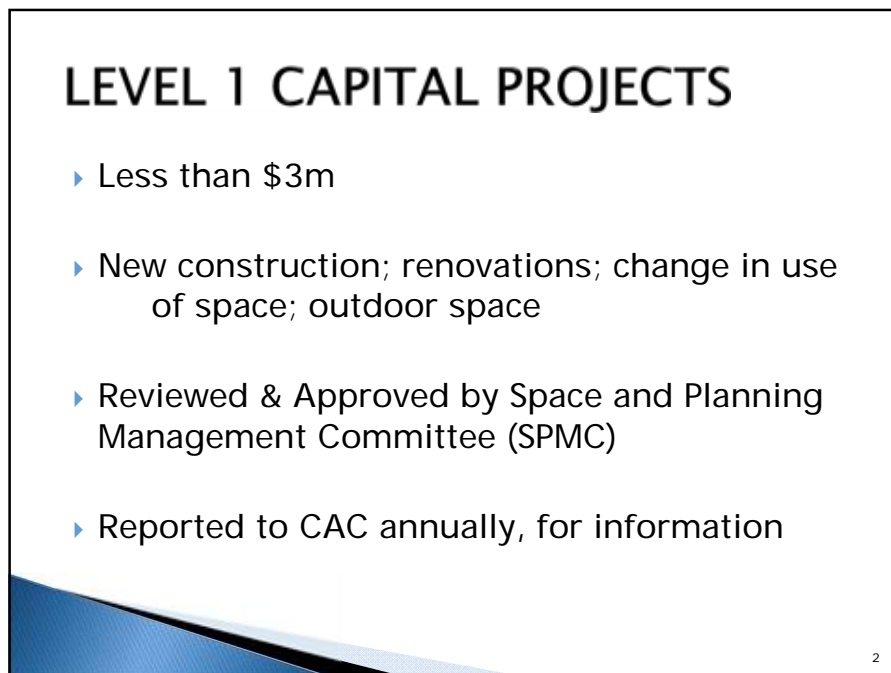 LEVEL 1 CAPITAL PROJECTS
Less than $3m
New construction; renovations; change in use
of space; outdoor space
Reviewed & Approved by Space and Planning
Management Committee (SPMC)
Reported to CAC annually, for information
2